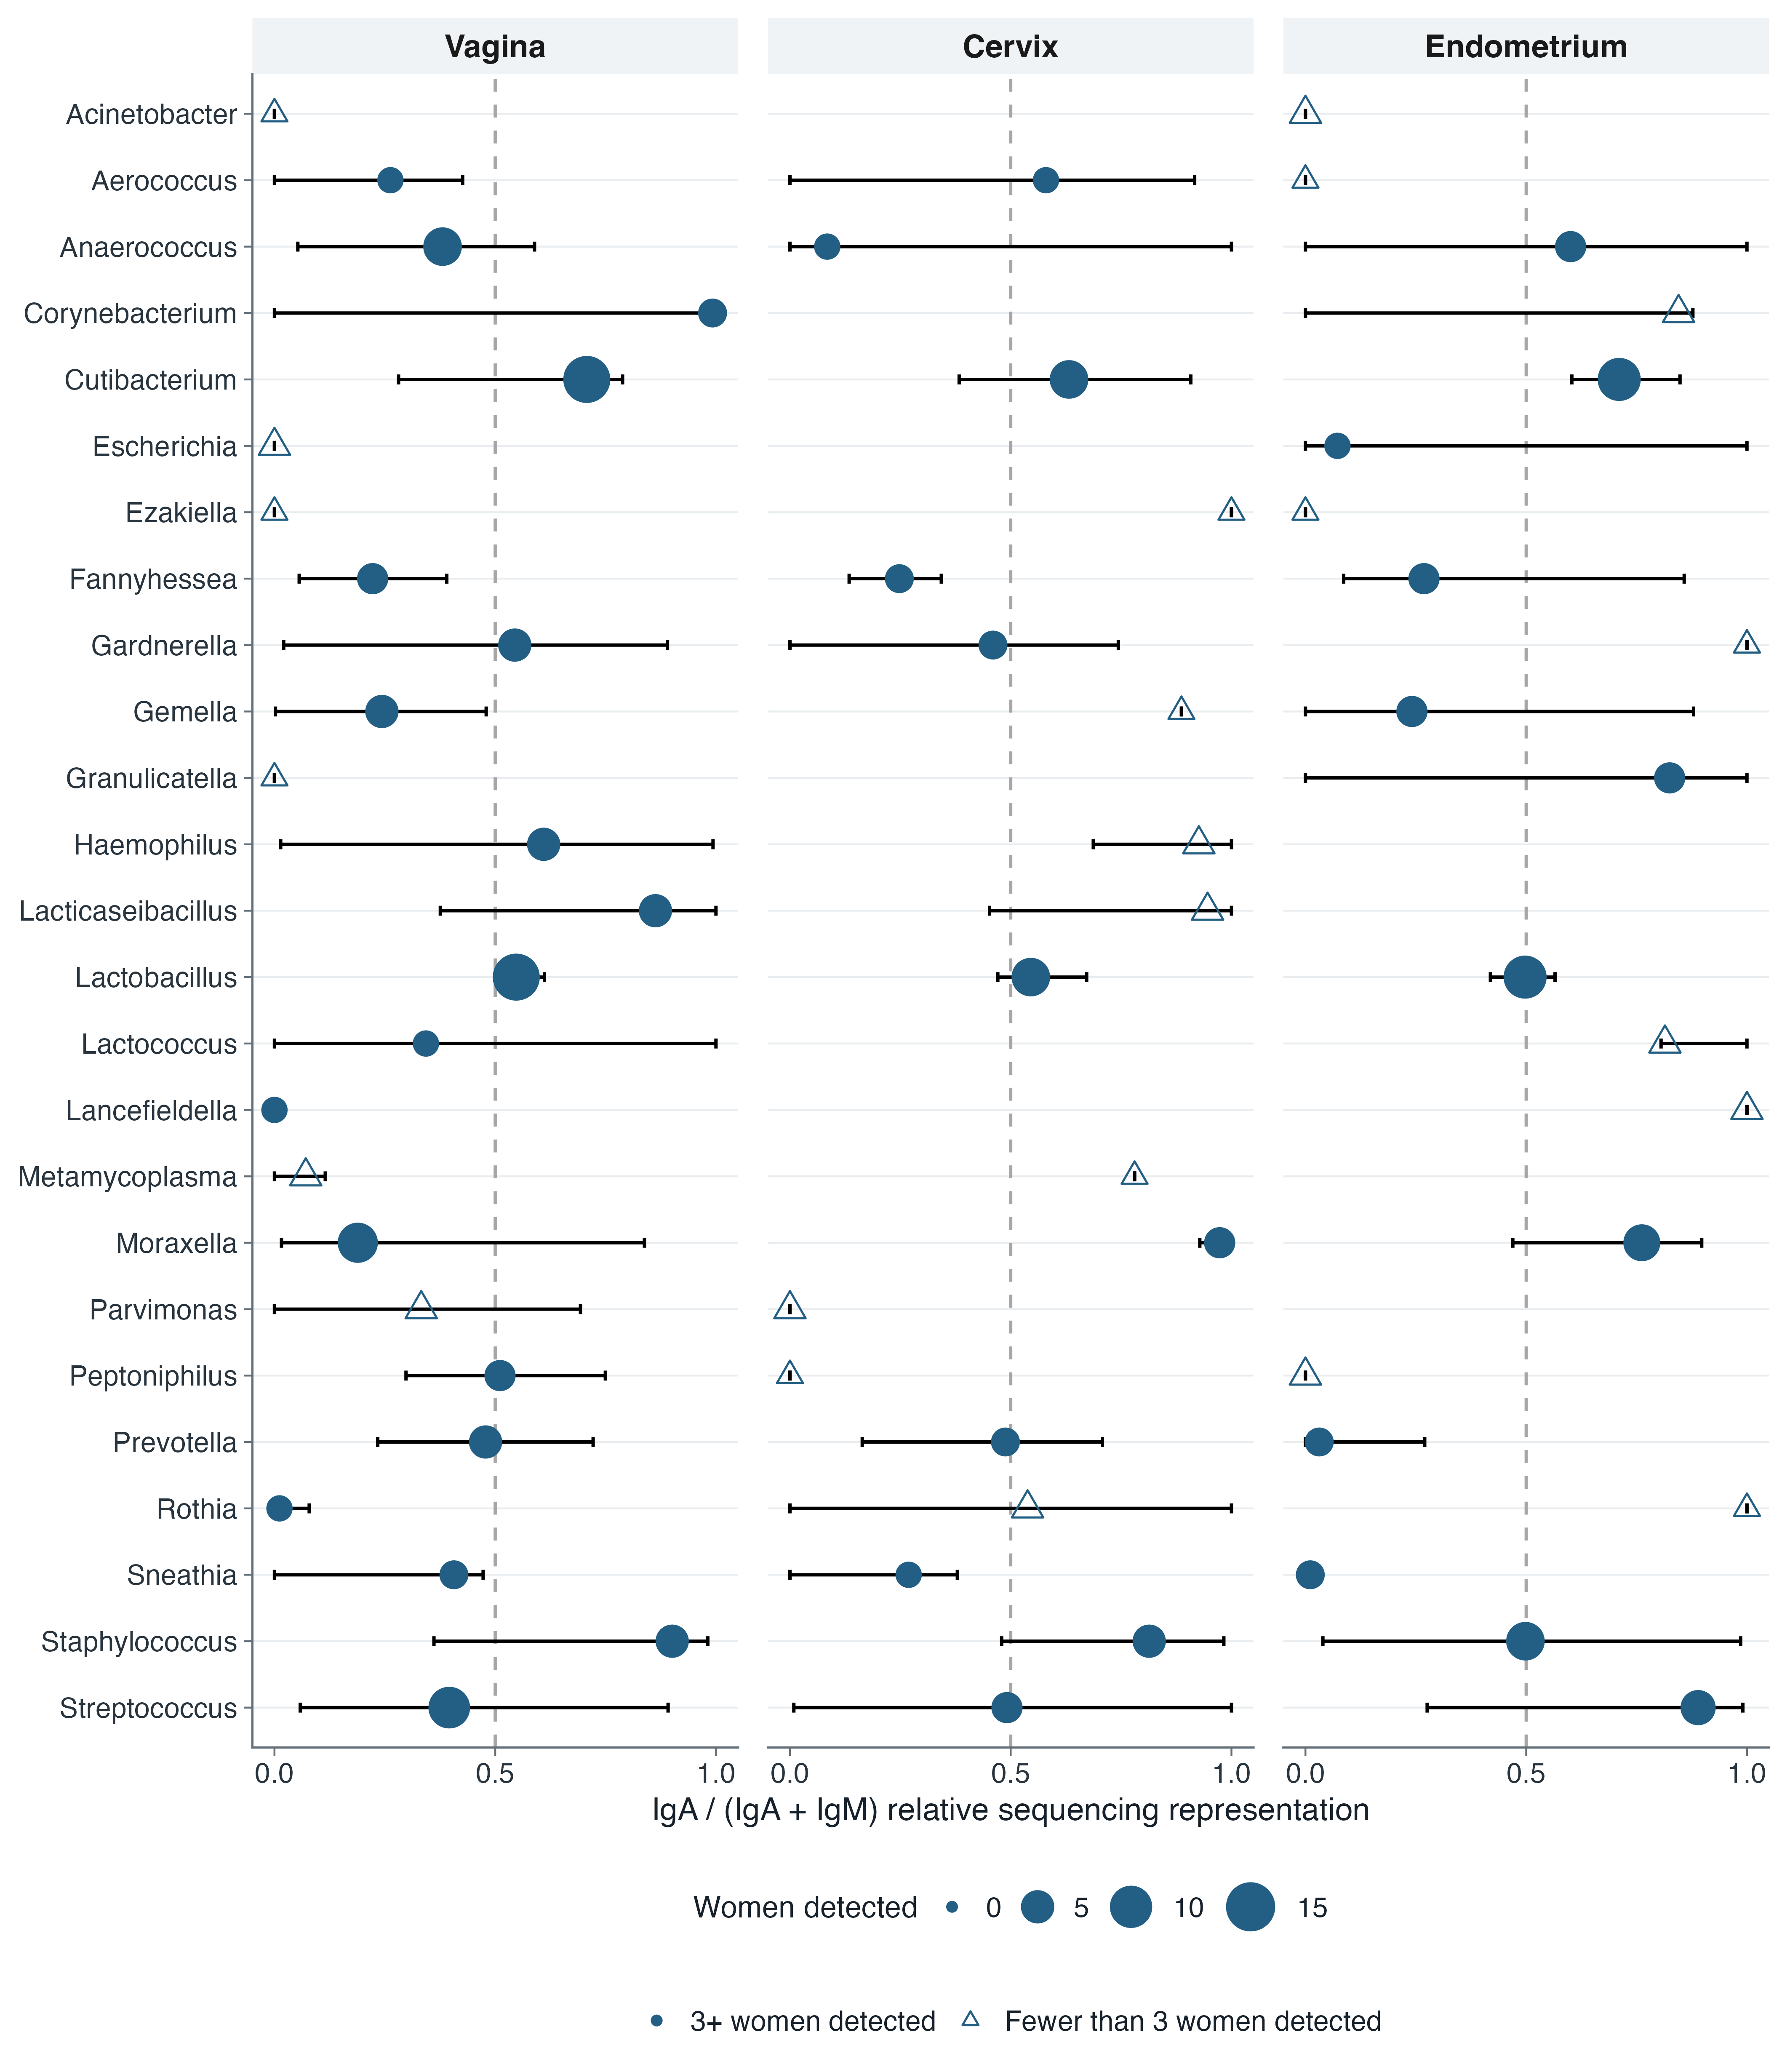 Vagina Cervix Endometrium
Acinetobacter
Aerococcus
Anaerococcus
Corynebacterium
Cutibacterium
Escherichia
Ezakiella
Fannyhessea
Gardnerella
Gemella
Granulicatella
Haemophilus
Lacticaseibacillus
Lactobacillus
Lactococcus
Lancefieldella
Metamycoplasma
Moraxella
Parvimonas
Peptoniphilus
Prevotella
Rothia
Sneathia
Staphylococcus
Streptococcus
0.0 0.5 1.0 0.0 0.5 1.0 0.0 0.5 1.0
IgA / (IgA + IgM) relative sequencing representation
Women detected 0 5 10 15
3+ women detected Fewer than 3 women detected